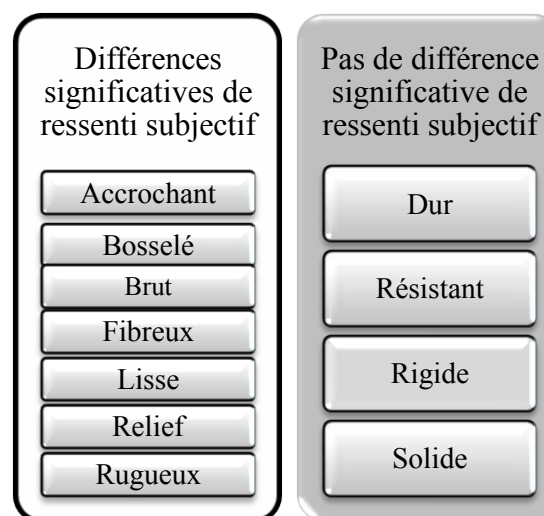 Différences
significatives de
ressenti subjectif
Accrochant
Bosselé
Brut
Fibreux
Lisse
Relief
Rugueux
Pas de différence
significative de
ressenti subjectif
Dur
Résistant
Rigide
Solide